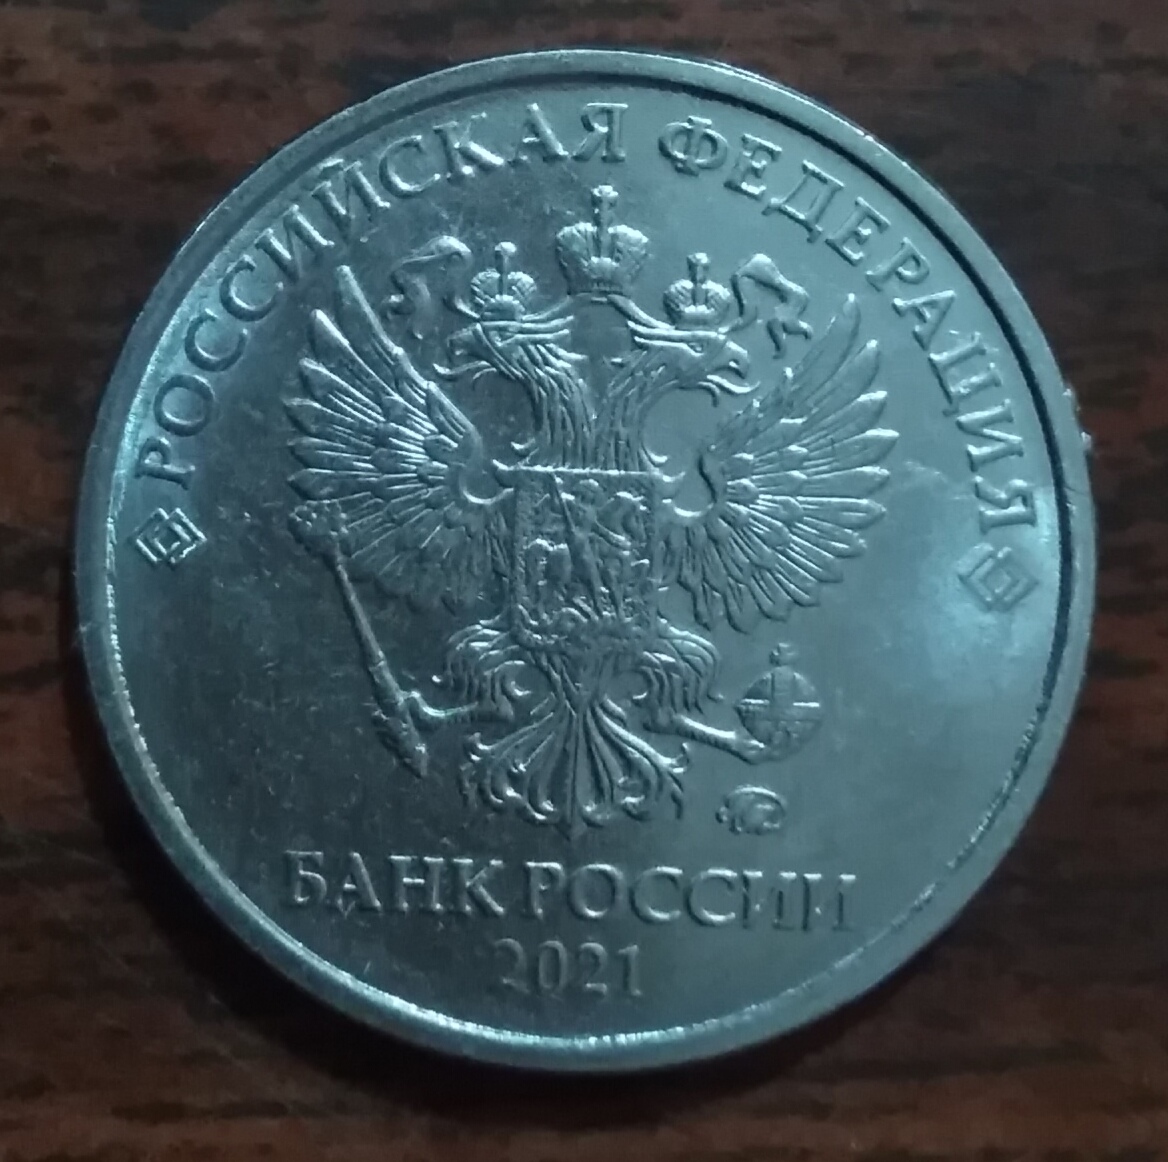 РОССИЙСКАЯ ФЕДЕРАЦИЯ
БАНК РОССИИ
2021